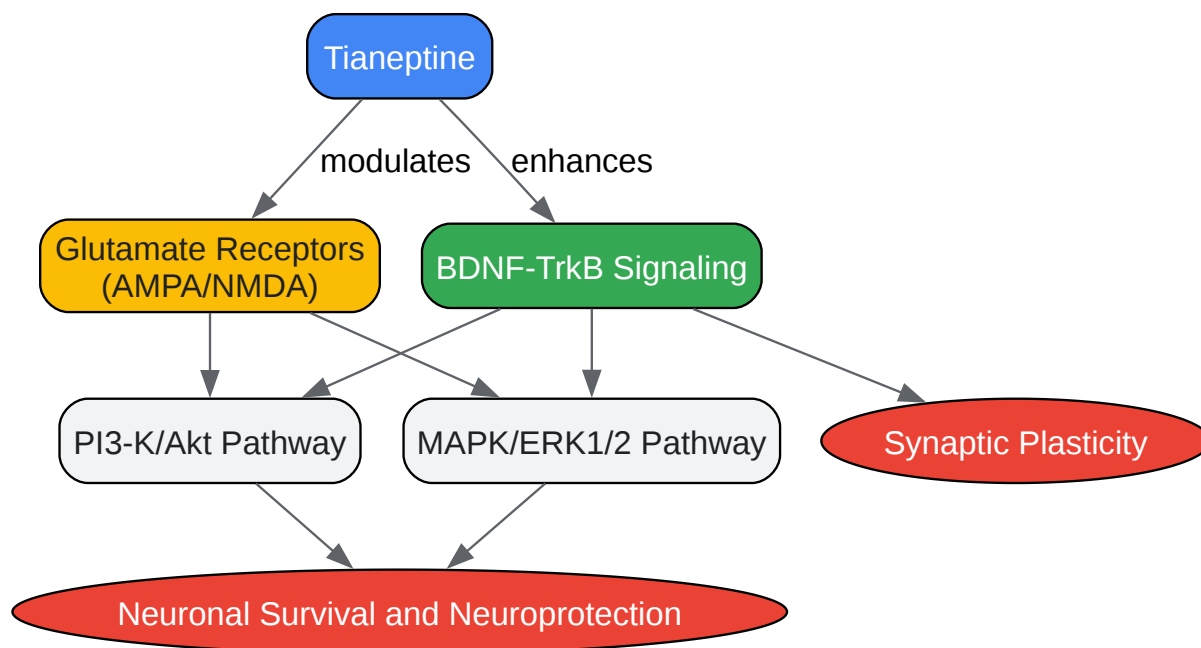 Tianeptine
modulates
enhances
Glutamate Receptors
(AMPA/NMDA)
BDNF-TrkB Signaling
PI3-K/Akt Pathway
MAPK/ERK1/2 Pathway
Synaptic Plasticity
Neuronal Survival and Neuroprotection